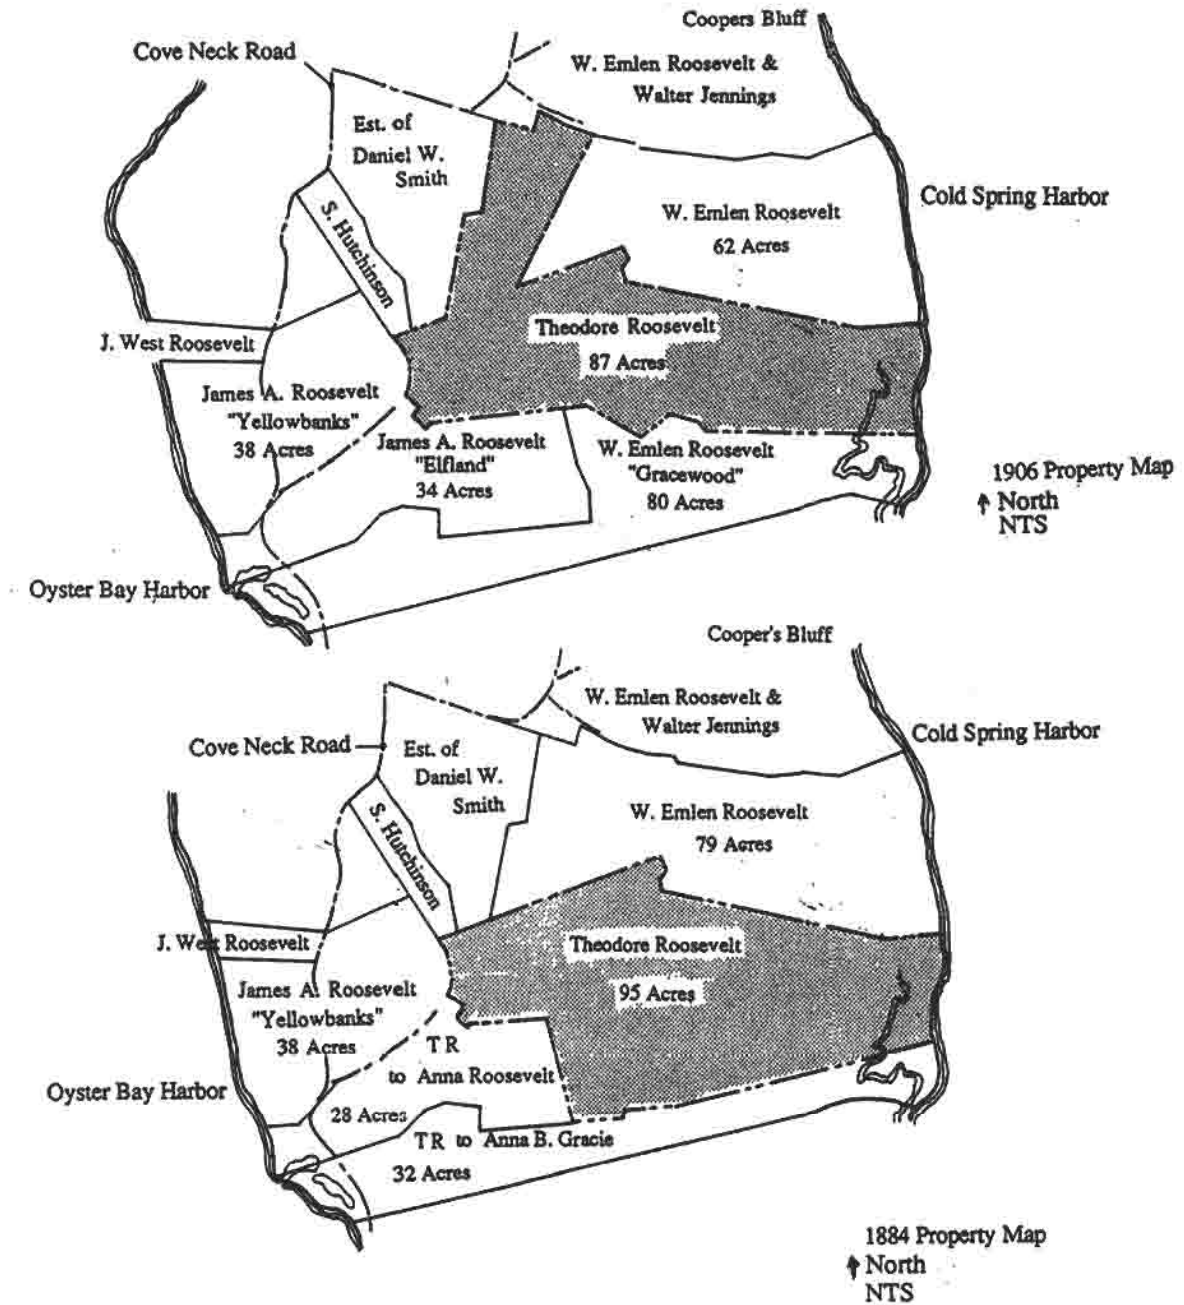 Coopers Bluff
Cove Neck Road
W. Emlen Roosevelt &
Walter Jennings
Est. of
Daniel W.
Smith
S. Hutchinson
Cold Spring Harbor
W. Emlen Roosevelt
62 Acres
Theodore Roosevelt
87 Acres
J. West Roosevelt
James A. Roosevelt
"Yellowbanks"
38 Acres
James A. Roosevelt
"Elfland"
34 Acres
W. Emlen Roosevelt
"Gracewood"
80 Acres
1906 Property Map
North
NTS
Oyster Bay Harbor
Cooper's Bluff
W. Emlen Roosevelt &
Walter Jennings
Cold Spring Harbor
Cove Neck Road
Est. of
Daniel W.
Smith
S. Hutchinson
W. Emlen Roosevelt
79 Acres
Theodore Roosevelt
95 Acres
J. West Roosevelt
James A. Roosevelt
"Yellowbanks"
38 Acres
T R
to Anna Roosevelt
28 Acres
Oyster Bay Harbor
T R to Anna B. Gracie
32 Acres
1884 Property Map
North
NTS